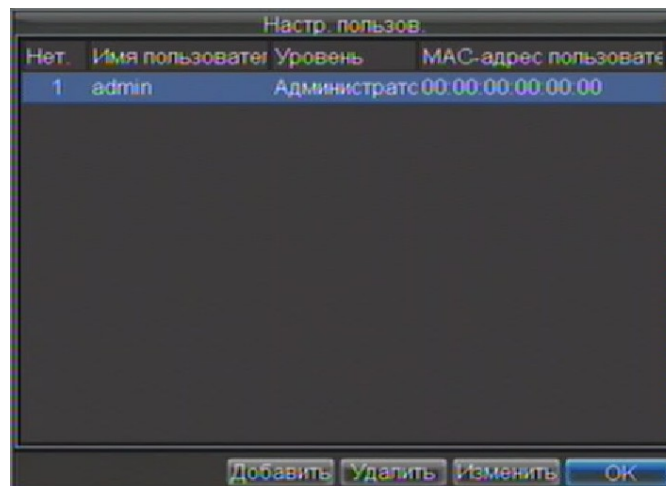 Настр. пользов.
Нет. Имя пользовател Уровень МАС-адрес пользовате
1 admin Администратс 00:00:00:00:00:00
Добавить Удалить Изменить OK